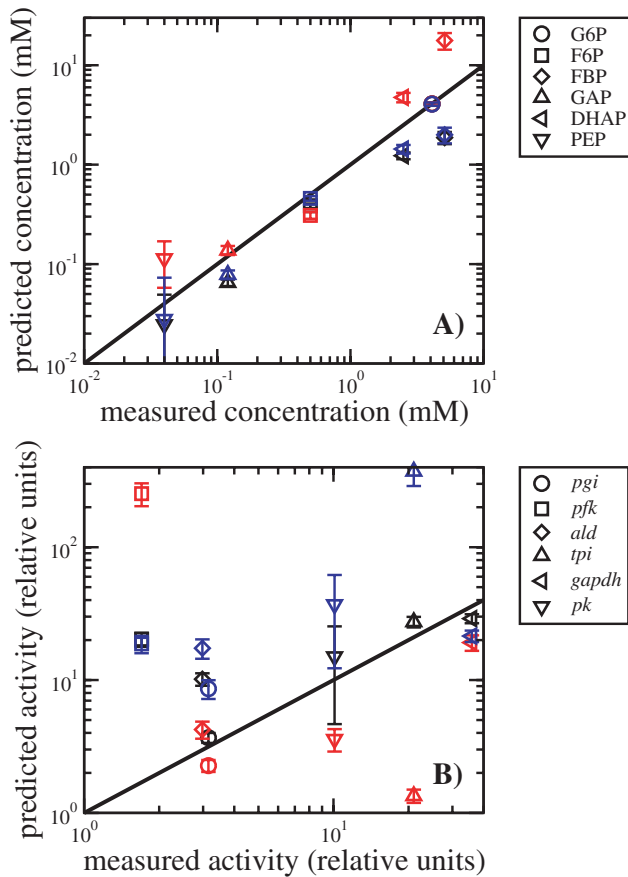 predicted concentration (mM)
10^1
10^0
10^-1
10^-2
10^-2
10^-1
10^0
10^1
A)
measured concentration (mM)
G6P
F6P
FBP
GAP
DHAP
PEP
predicted activity (relative units)
10^2
10^1
10^0
10^0
10^1
B)
measured activity (relative units)
pgi
pfk
ald
tpi
gapdh
pk